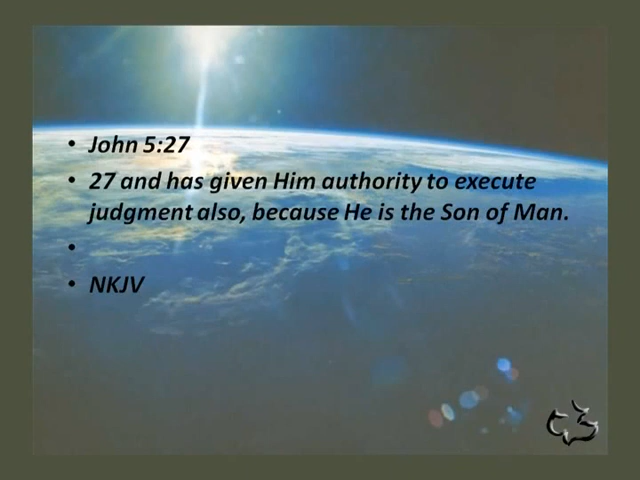 • John 5:27
• 27 and has given Him authority to execute
judgment also, because He is the Son of Man.
•
• NKJV